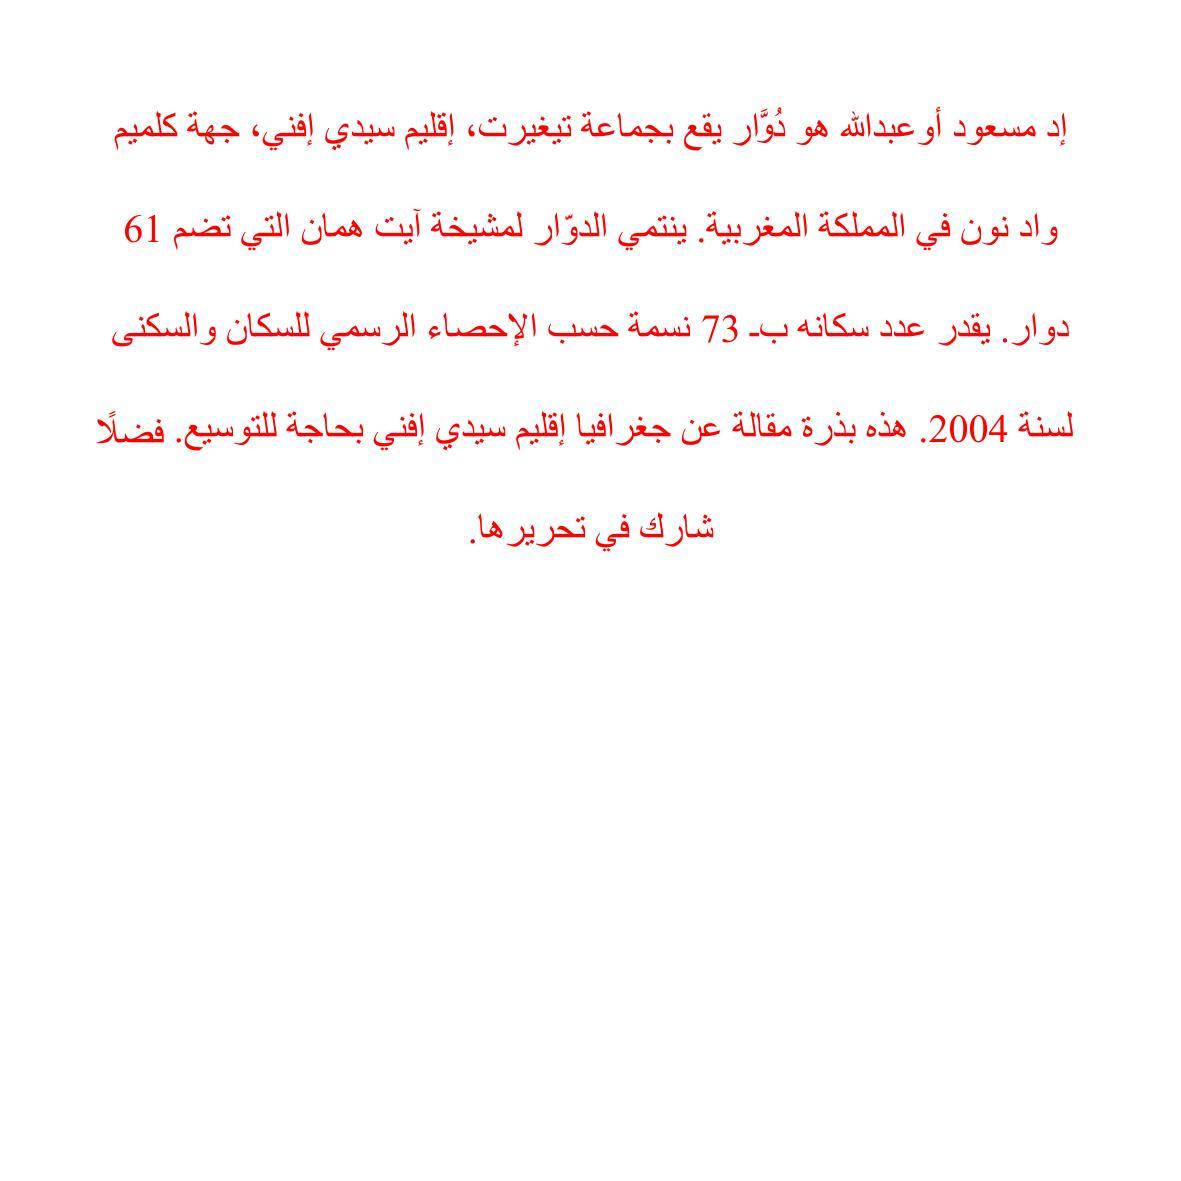 إد مسعود أوعبدالله هو دُوَّار يقع بجماعة تيغيرت، إقليم سيدي إفني، جهة كلميم
واد نون في المملكة المغربية. ينتمي الدوّار لمشيخة آيت همان التي تضم 61
دوار. يقدر عدد سكانه بـ 73 نسمة حسب الإحصاء الرسمي للسكان والسكنى
لسنة 2004. هذه بذرة مقالة عن جغرافيا إقليم سيدي إفني بحاجة للتوسيع. فضلًا
شارك في تحريرها.